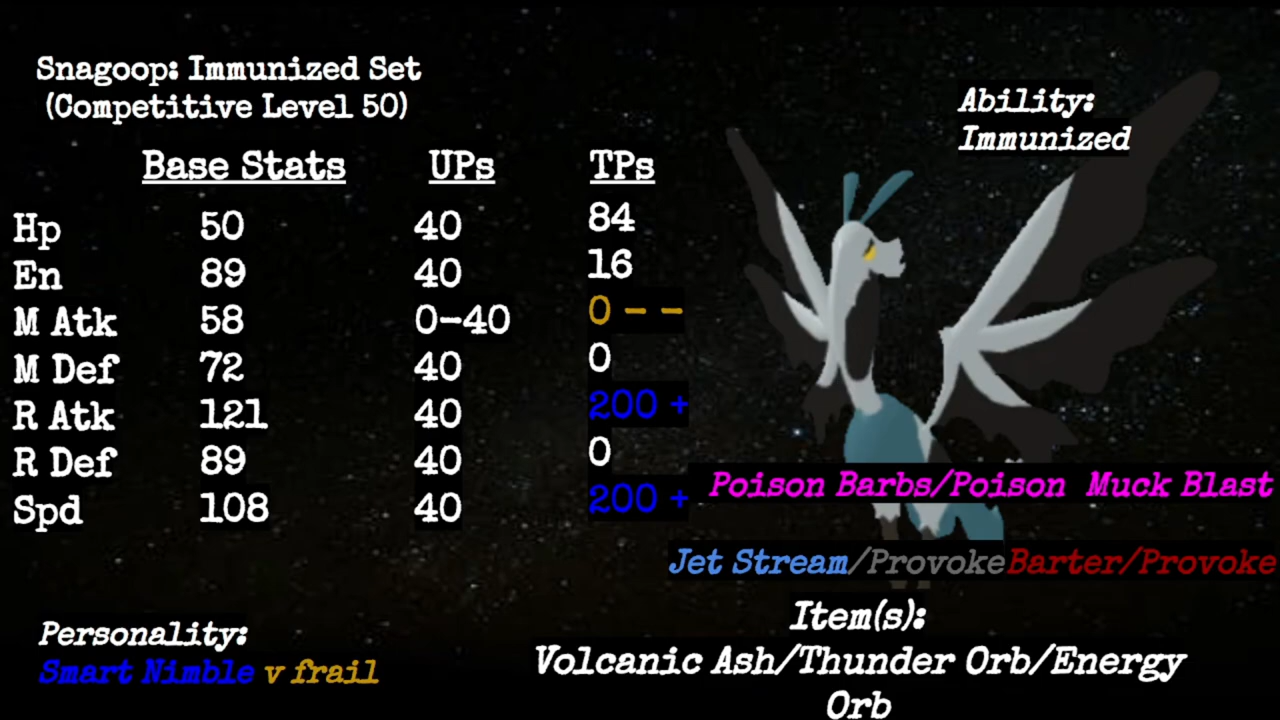 Snagoop: Immunized Set
(Competitive Level 50)
Ability:
Immunized
Base Stats UPs TPs
Hp 50 40 84
En 89 40 16
M Atk 58 0-40 0 - -
M Def 72 40 0
R Atk 121 40 200 +
R Def 89 40 0
Spd 108 40 200 +
Poison Barbs/Poison Muck Blast
Jet Stream/Provoke Barter/Provoke
Item(s):
Volcanic Ash/Thunder Orb/Energy
Orb
Personality:
Smart Nimble v frail